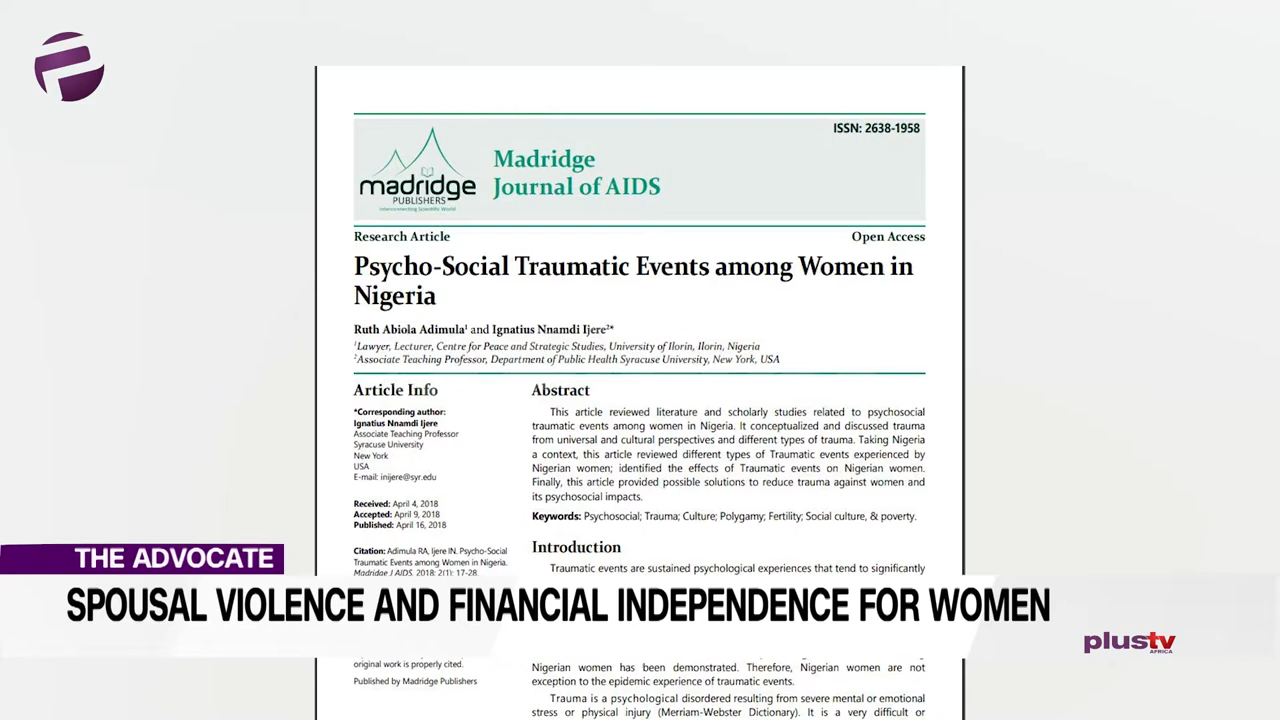 ISSN: 2638-1958
madridge
PUBLISHERS
Interconnecting Scientific World
Madridge
Journal of AIDS
Research Article
Open Access
Psycho-Social Traumatic Events among Women in
Nigeria
Ruth Abiola Adimula¹ and Ignatius Nnamdi Ijere²*
¹Lawyer, Lecturer, Centre for Peace and Strategic Studies, University of Ilorin, Ilorin, Nigeria
²Associate Teaching Professor, Department of Public Health Syracuse University, New York, USA
Article Info
*Corresponding author:
Ignatius Nnamdi Ijere
Associate Teaching Professor
Syracuse University
New York
USA
E-mail: inijere@syr.edu
Received: April 4, 2018
Accepted: April 9, 2018
Published: April 16, 2018
Citation: Adimula RA, Ijere IN. Psycho-Social
Traumatic Events among Women in Nigeria.
Madridge J AIDS. 2018; 2(1): 17-28.
original work is properly cited.
Published by Madridge Publishers
Abstract
This article reviewed literature and scholarly studies related to psychosocial
traumatic events among women in Nigeria. It conceptualized and discussed trauma
from universal and cultural perspectives and different types of trauma. Taking Nigeria
a context, this article reviewed different types of Traumatic events experienced by
Nigerian women; identified the effects of Traumatic events on Nigerian women.
Finally, this article provided possible solutions to reduce trauma against women and
its psychosocial impacts.
Keywords: Psychosocial; Trauma; Culture; Polygamy; Fertility; Social culture, & poverty.
Introduction
Traumatic events are sustained psychological experiences that tend to significantly
Nigerian women has been demonstrated. Therefore, Nigerian women are not
exception to the epidemic experience of traumatic events.
Trauma is a psychological disordered resulting from severe mental or emotional
stress or physical injury (Merriam-Webster Dictionary). It is a very difficult or
THE ADVOCATE
SPOUSAL VIOLENCE AND FINANCIAL INDEPENDENCE FOR WOMEN
plustv
AFRICA